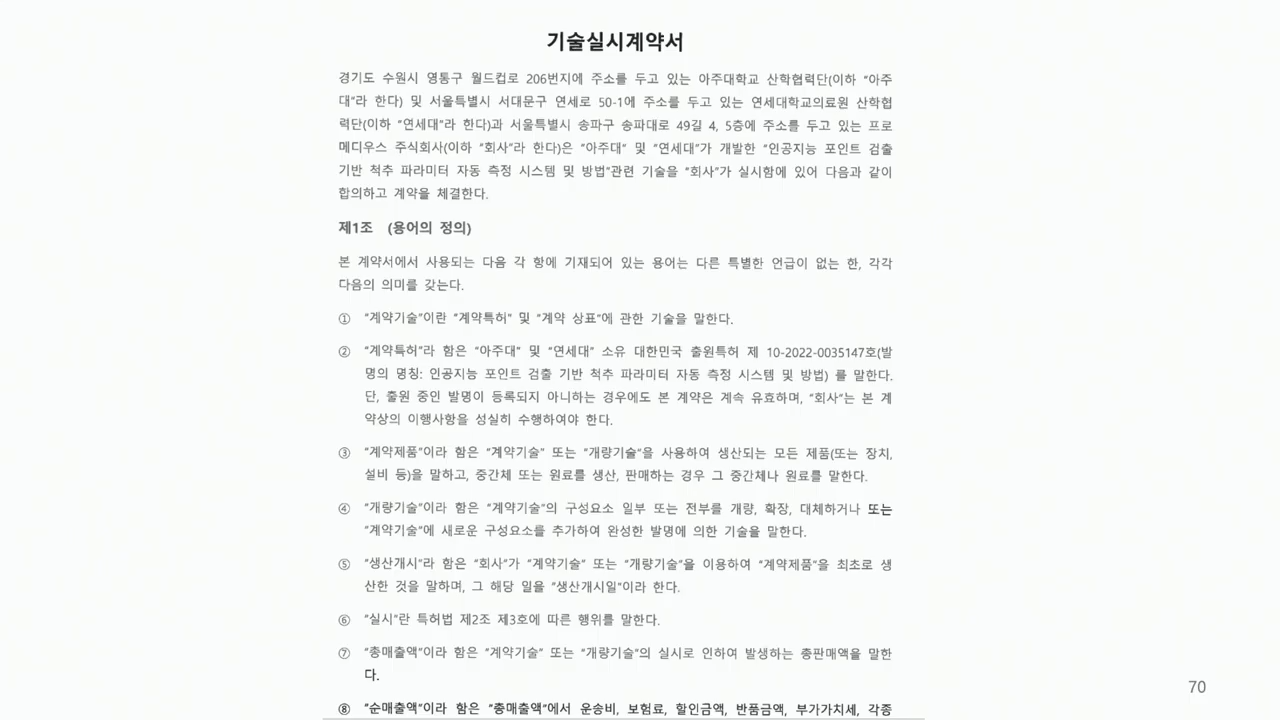 기술실시계약서
경기도 수원시 영통구 월드컵로 206번지에 주소를 두고 있는 아주대학교 산학협력단(이하 "아주
대"라 한다) 및 서울특별시 서대문구 연세로 50-1에 주소를 두고 있는 연세대학교의료원 산학협
력단(이하 "연세대"라 한다)과 서울특별시 송파구 송파대로 49길 4, 5층에 주소를 두고 있는 프로
메디우스 주식회사(이하 "회사"라 한다)은 "아주대" 및 "연세대"가 개발한 "인공지능 포인트 검출
기반 척추 파라미터 자동 측정 시스템 및 방법"관련 기술을 "회사"가 실시함에 있어 다음과 같이
합의하고 계약을 체결한다.
제1조 (용어의 정의)
본 계약서에서 사용되는 다음 각 항에 기재되어 있는 용어는 다른 특별한 언급이 없는 한, 각각
다음의 의미를 갖는다.
① "계약기술"이란 "계약특허" 및 "계약 상표"에 관한 기술을 말한다.
② "계약특허"라 함은 "아주대" 및 "연세대" 소유 대한민국 출원특허 제 10-2022-0035147호(발
명의 명칭: 인공지능 포인트 검출 기반 척추 파라미터 자동 측정 시스템 및 방법) 를 말한다.
단, 출원 중인 발명이 등록되지 아니하는 경우에도 본 계약은 계속 유효하며, "회사"는 본 계
약상의 이행사항을 성실히 수행하여야 한다.
③ "계약제품"이라 함은 "계약기술" 또는 "개량기술"을 사용하여 생산되는 모든 제품(또는 장치,
설비 등)을 말하고, 중간체 또는 원료를 생산, 판매하는 경우 그 중간체나 원료를 말한다.
④ "개량기술"이라 함은 "계약기술"의 구성요소 일부 또는 전부를 개량, 확장, 대체하거나 또는
"계약기술"에 새로운 구성요소를 추가하여 완성한 발명에 의한 기술을 말한다.
⑤ "생산개시"라 함은 "회사"가 "계약기술" 또는 "개량기술"을 이용하여 "계약제품"을 최초로 생
산한 것을 말하며, 그 해당 일을 "생산개시일"이라 한다.
⑥ "실시"란 특허법 제2조 제3호에 따른 행위를 말한다.
⑦ "총매출액"이라 함은 "계약기술" 또는 "개량기술"의 실시로 인하여 발생하는 총판매액을 말한
다.
⑧ "순매출액"이라 함은 "총매출액"에서 운송비, 보험료, 할인금액, 반품금액, 부가가치세, 각종
70